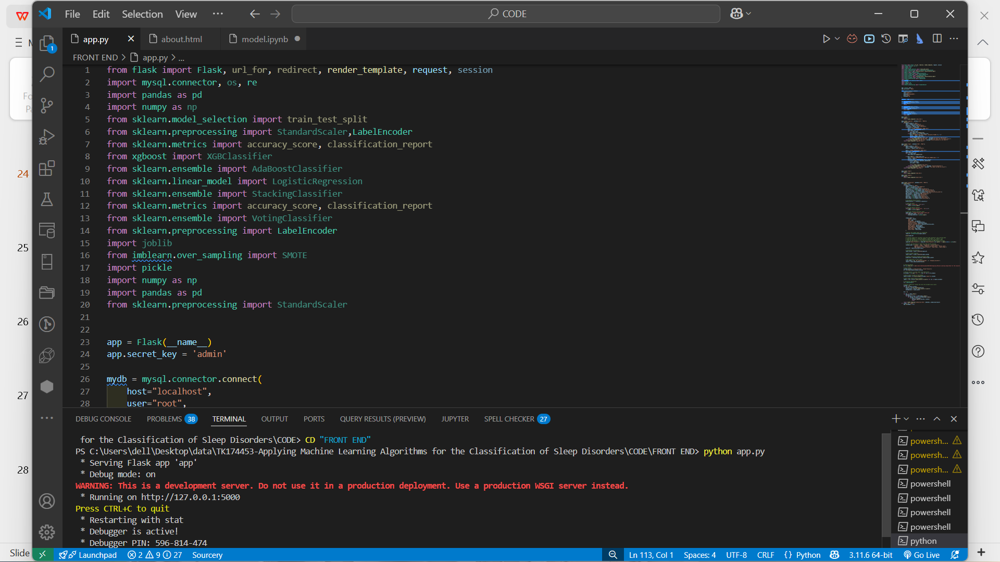 File Edit Selection View ··· CODE
app.py about.html model.ipynb
FRONT END > app.py > ...
1 from flask import Flask, url_for, redirect, render_template, request, session
2 import mysql.connector, os, re
3 import pandas as pd
4 import numpy as np
5 from sklearn.model_selection import train_test_split
6 from sklearn.preprocessing import StandardScaler,LabelEncoder
7 from sklearn.metrics import accuracy_score, classification_report
8 from xgboost import XGBClassifier
9 from sklearn.ensemble import AdaBoostClassifier
10 from sklearn.linear_model import LogisticRegression
11 from sklearn.ensemble import StackingClassifier
12 from sklearn.metrics import accuracy_score, classification_report
13 from sklearn.ensemble import VotingClassifier
14 from sklearn.preprocessing import LabelEncoder
15 import joblib
16 from imblearn.over_sampling import SMOTE
17 import pickle
18 import numpy as np
19 import pandas as pd
20 from sklearn.preprocessing import StandardScaler
21
22
23 app = Flask(__name__)
24 app.secret_key = 'admin'
25
26 mydb = mysql.connector.connect(
27 host="localhost",
28 user="root",
24
25
26
27
28
DEBUG CONSOLE PROBLEMS 38 TERMINAL OUTPUT PORTS QUERY RESULTS (PREVIEW) JUPYTER SPELL CHECKER 27
for the Classification of Sleep Disorders\CODE> CD "FRONT END"
PS C:\Users\dell\Desktop\data\TK174453-Applying Machine Learning Algorithms for the Classification of Sleep Disorders\CODE\FRONT END> python app.py
* Serving Flask app 'app'
* Debug mode: on
WARNING: This is a development server. Do not use it in a production deployment. Use a production WSGI server instead.
* Running on http://127.0.0.1:5000
Press CTRL+C to quit
* Restarting with stat
* Debugger is active!
* Debugger PIN: 596-814-474
powersh...
powersh...
powersh...
powershell
powershell
powershell
powershell
python
Slide Launchpad 2 9 27 Sourcery Ln 113, Col 1 Spaces: 4 UTF-8 CRLF {} Python 3.11.6 64-bit Go Live